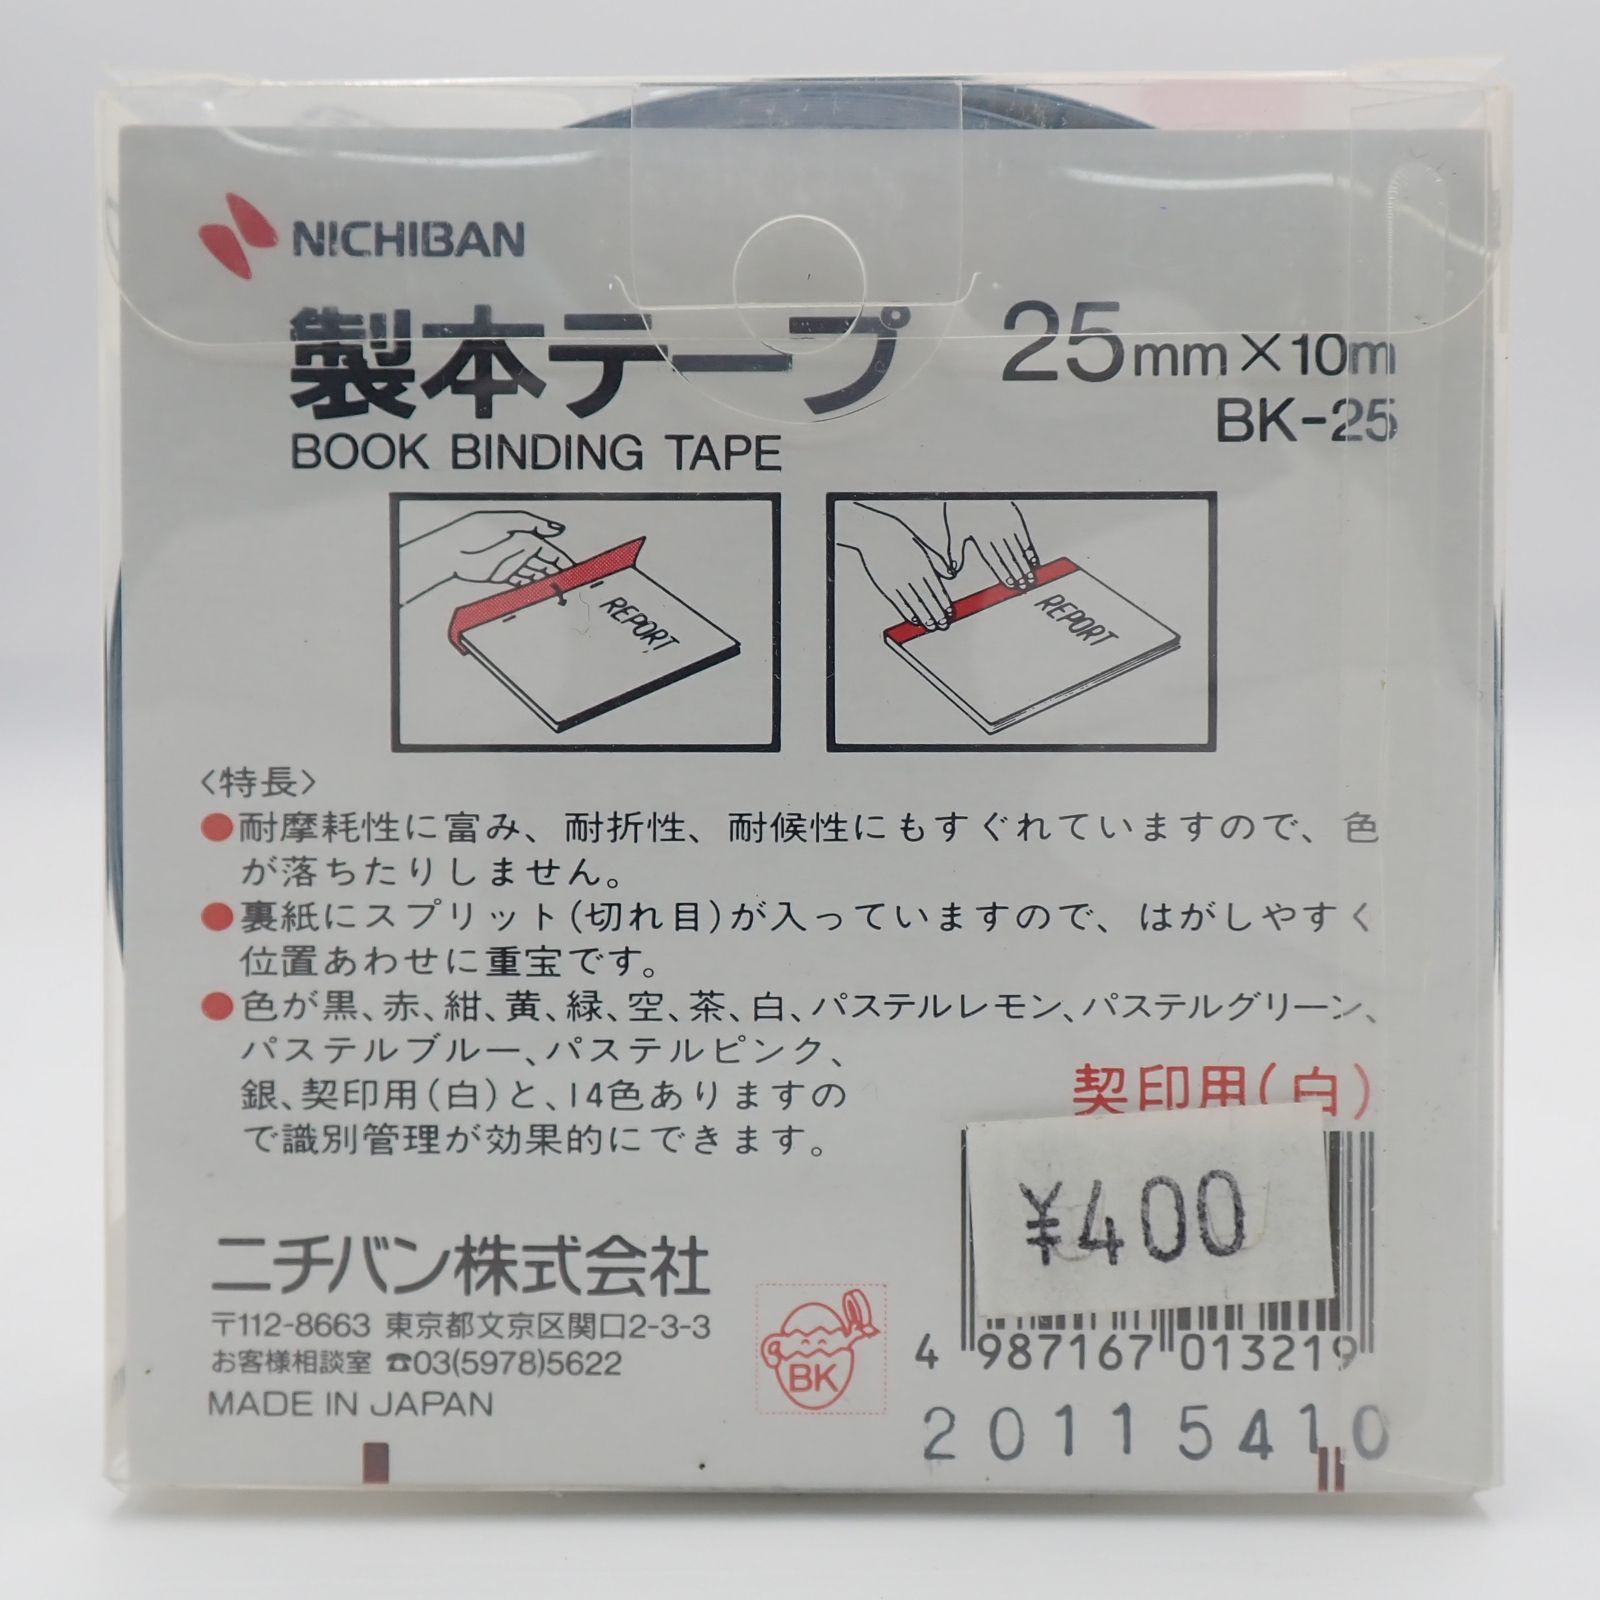 NICHIBAN
製本テープ 25mm×10m
BOOK BINDING TAPE BK-25
REPORT
REPORT
〈特長〉
●耐摩耗性に富み、耐折性、耐候性にもすぐれていますので、色
が落ちたりしません。
●裏紙にスプリット(切れ目)が入っていますので、はがしやすく
位置あわせに重宝です。
●色が黒、赤、紺、黄、緑、空、茶、白、パステルレモン、パステルグリーン、
パステルブルー、パステルピンク、
銀、契印用(白)と、14色ありますの
で識別管理が効果的にできます。
契印用(白)
¥400
ニチバン株式会社
〒112-8663 東京都文京区関口2-3-3
お客様相談室 ☎03(5978)5622
MADE IN JAPAN
BK
4 987167 013219
20115410